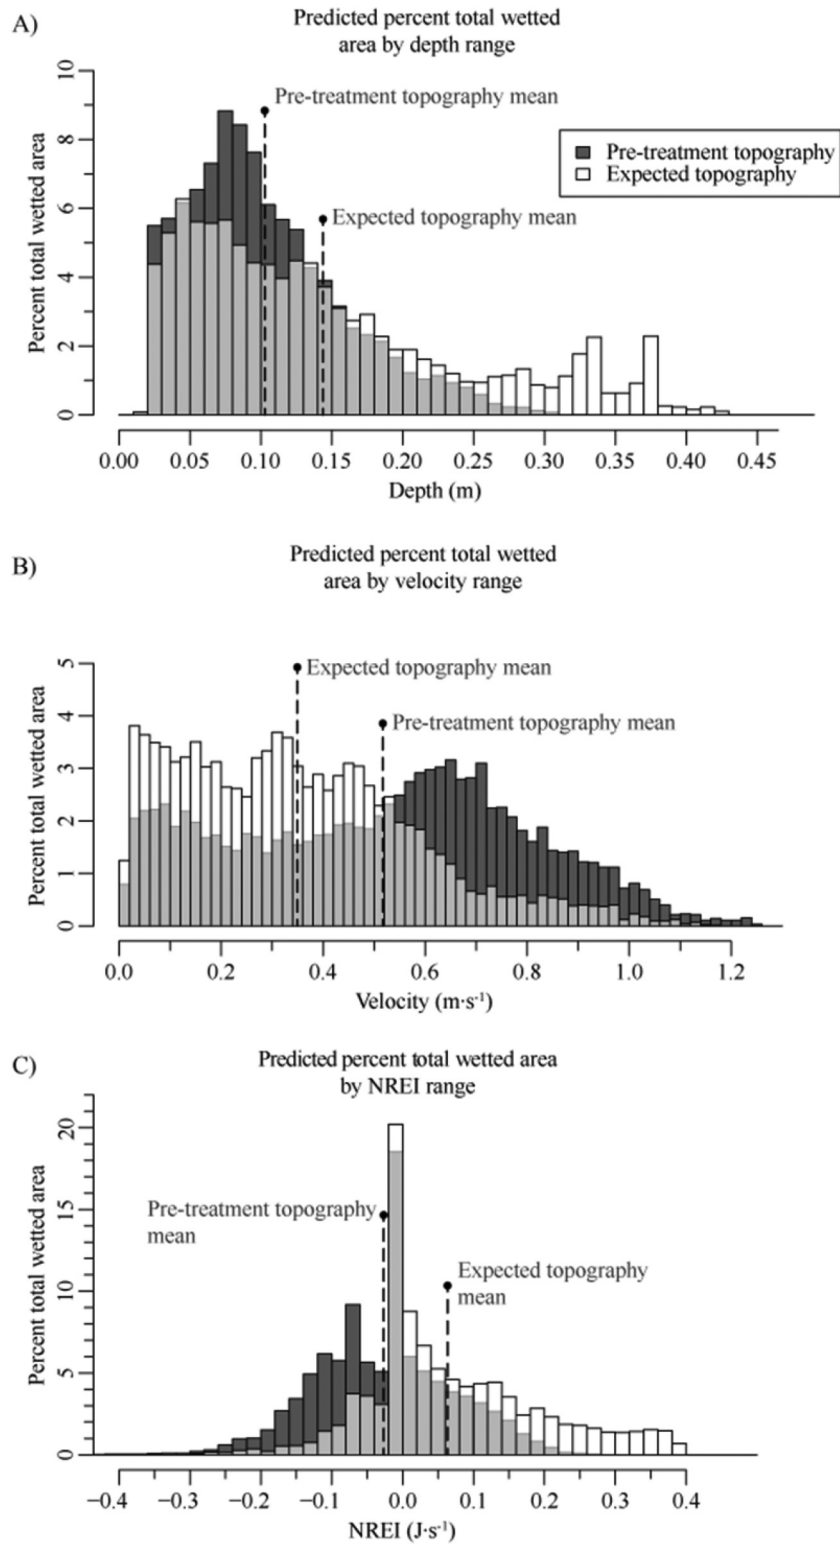 A)
Predicted percent total wetted
area by depth range
Percent total wetted area
10
8
6
4
2
0
Pre-treatment topography mean
Expected topography mean
Pre-treatment topography
Expected topography
0.00 0.05 0.10 0.15 0.20 0.25 0.30 0.35 0.40 0.45
Depth (m)
B)
Predicted percent total wetted
area by velocity range
Percent total wetted area
5
4
3
2
1
0
Expected topography mean
Pre-treatment topography mean
0.0 0.2 0.4 0.6 0.8 1.0 1.2
Velocity (m·s⁻¹)
C)
Predicted percent total wetted area
by NREI range
Percent total wetted area
20
15
10
5
0
Pre-treatment topography
mean
Expected topography
mean
−0.4 −0.3 −0.2 −0.1 0.0 0.1 0.2 0.3 0.4
NREI (J·s⁻¹)